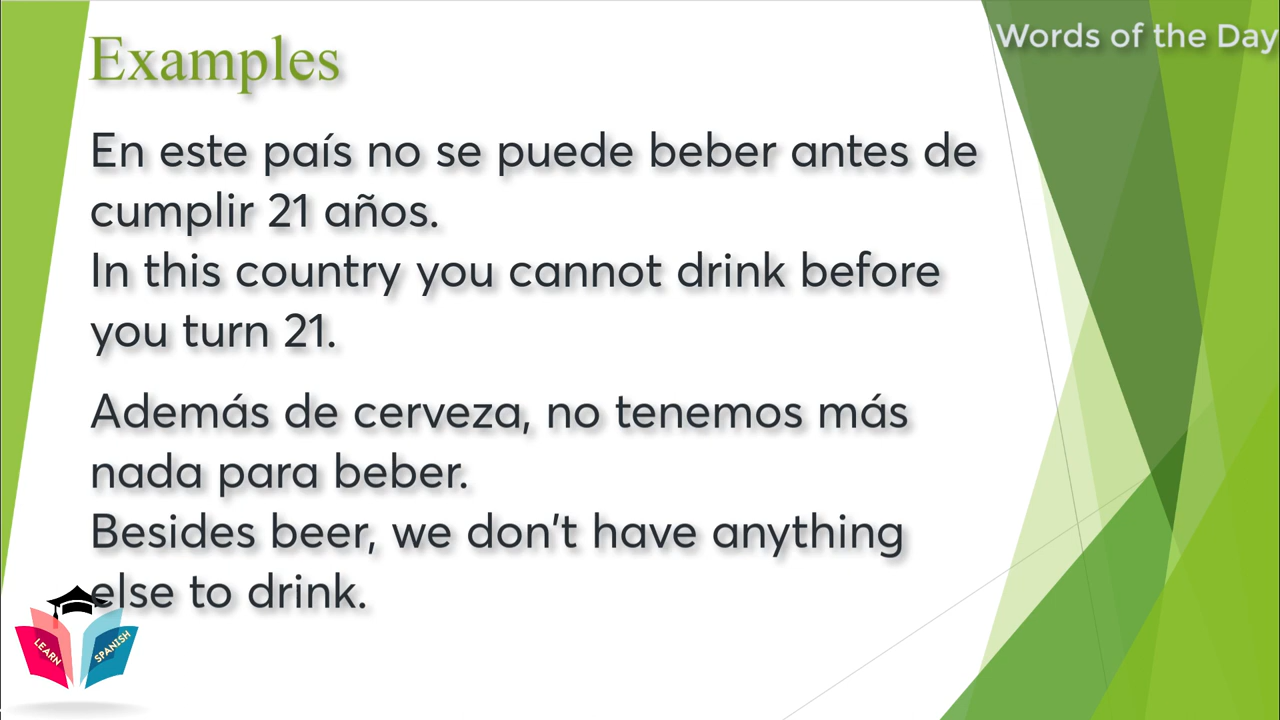 Words of the Day
Examples
En este país no se puede beber antes de
cumplir 21 años.
In this country you cannot drink before
you turn 21.
Además de cerveza, no tenemos más
nada para beber.
Besides beer, we don't have anything
else to drink.
LEARN
SPANISH